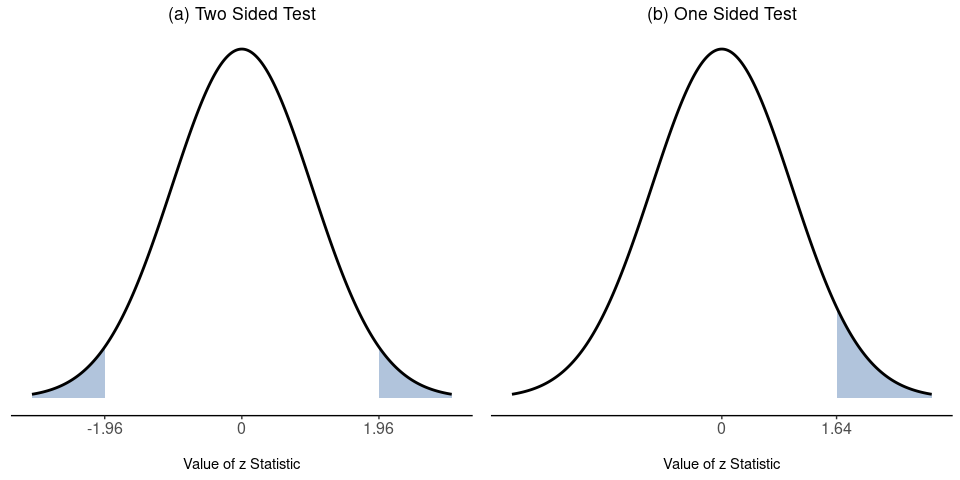 (a) Two Sided Test
-1.96 0 1.96
Value of z Statistic
(b) One Sided Test
0 1.64
Value of z Statistic